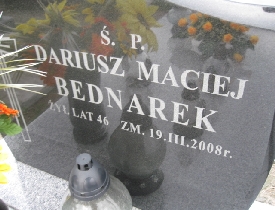 Ś. P.
DARIUSZ MACIEJ
BEDNAREK
ŻYŁ LAT 46 ZM. 19.III.2008r.